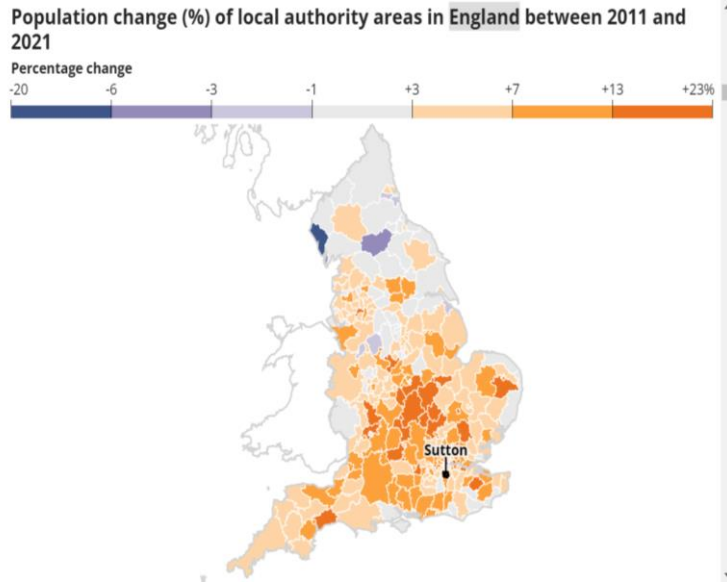 Population change (%) of local authority areas in England between 2011 and
2021
Percentage change
-20 -6 -3 -1 +3 +7 +13 +23%
Sutton